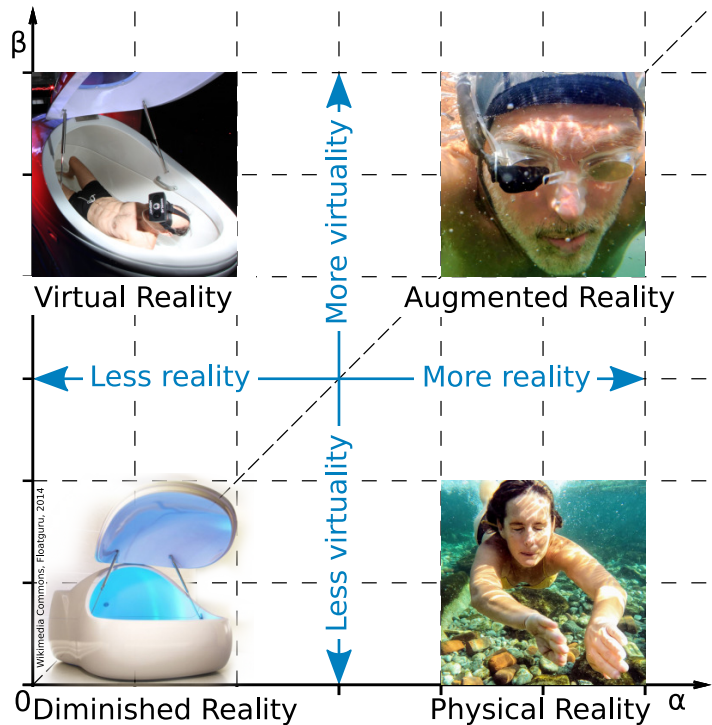 β
Virtual Reality
Augmented Reality
More virtuality
Less reality
More reality
Less virtuality
Wikimedia Commons, Floatguru, 2014
0
Diminished Reality
Physical Reality
α